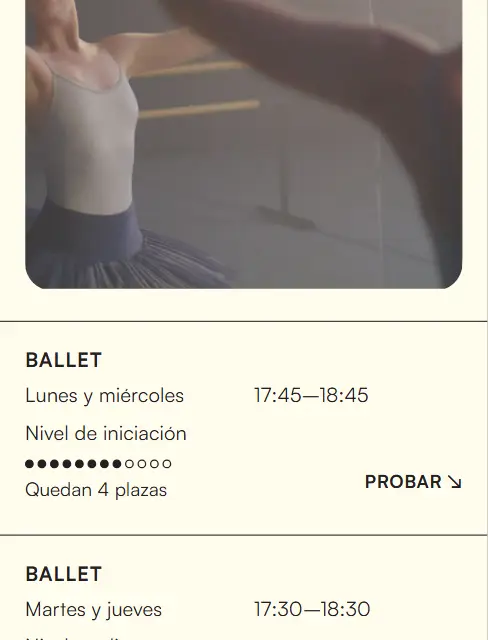 BALLET
Lunes y miércoles 17:45—18:45
Nivel de iniciación
Quedan 4 plazas
PROBAR ↘
BALLET
Martes y jueves 17:30—18:30